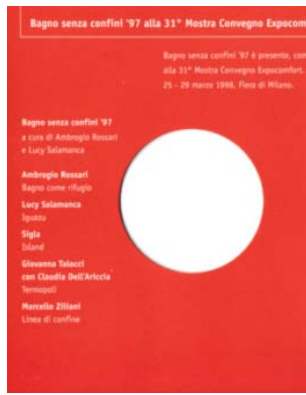 Bagno senza confini '97 alla 31° Mostra Convegno Expocom
Bagno senza confini '97 è presente, con
alla 31° Mostra Convegno Expocomfort.
25 - 29 marzo 1998, Fiera di Milano.
Bagno senza confini '97
a cura di Ambrogio Rossari
e Lucy Salamanca
Ambrogio Rossari
Bagno come rifugio
Lucy Salamanca
Iguazu
Sigla
Island
Giovanna Talocci
con Claudia Dell'Ariccia
Termopoli
Marcello Ziliani
Linea di confine